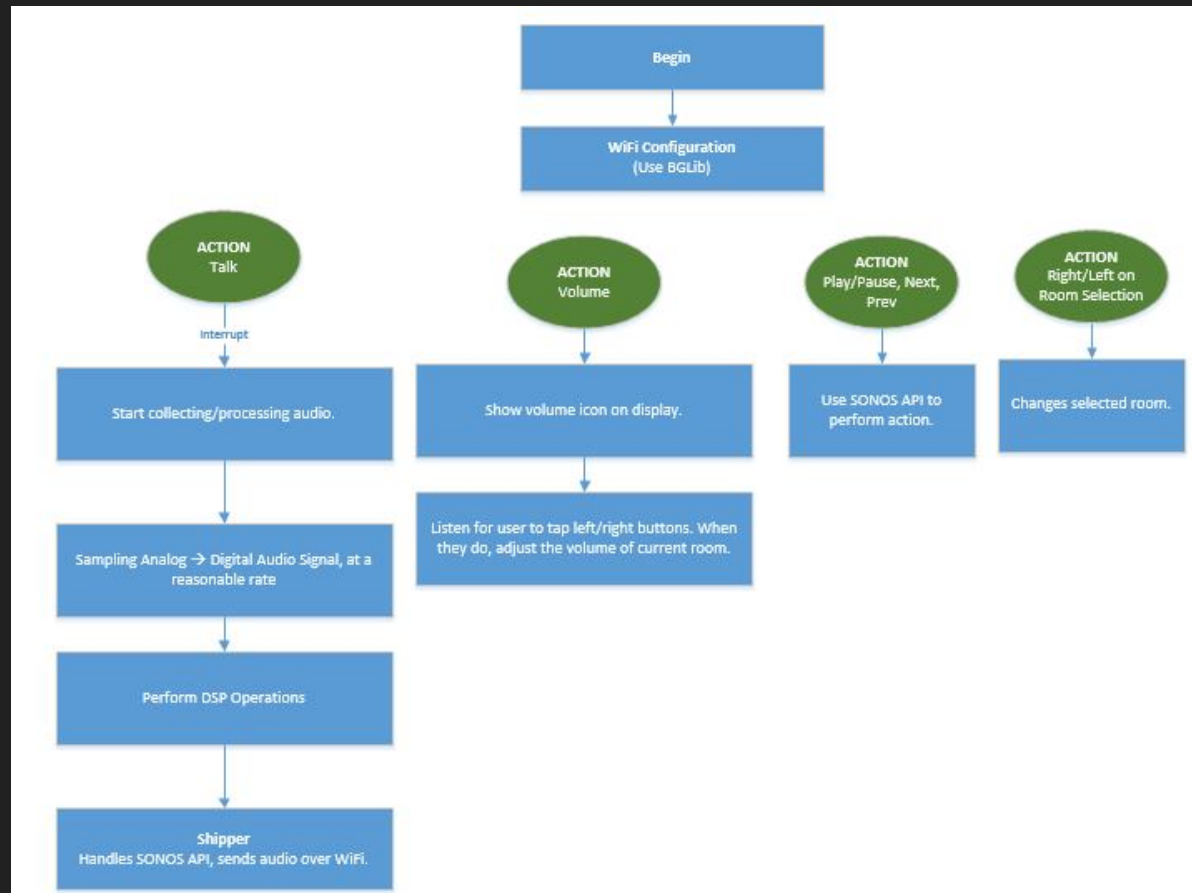 Begin
WiFi Configuration
(Use BGLib)
ACTION
Talk
Interrupt
Start collecting/processing audio.
Sampling Analog → Digital Audio Signal, at a
reasonable rate
Perform DSP Operations
Shipper
Handles SONOS API, sends audio over WiFi.
ACTION
Volume
Show volume icon on display.
Listen for user to tap left/right buttons. When
they do, adjust the volume of current room.
ACTION
Play/Pause, Next,
Prev
Use SONOS API to
perform action.
ACTION
Right/Left on
Room Selection
Changes selected room.